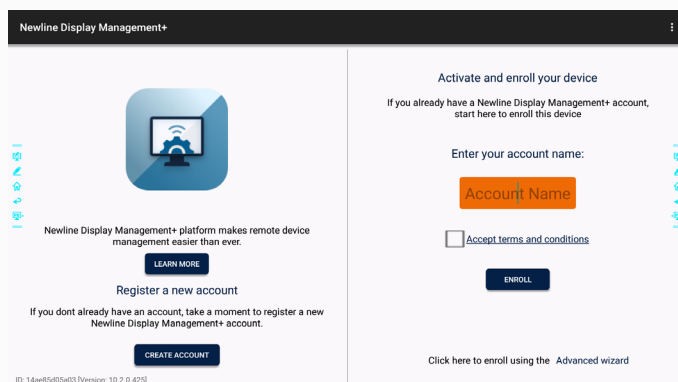 Newline Display Management+
Newline Display Management+ platform makes remote device
management easier than ever.
LEARN MORE
Register a new account
If you dont already have an account, take a moment to register a new
Newline Display Management+ account.
CREATE ACCOUNT
ID: 14ae85d05a03 [Version: 10.2.0.425]
Activate and enroll your device
If you already have a Newline Display Management+ account,
start here to enroll this device
Enter your account name:
Account Name
Accept terms and conditions
ENROLL
Click here to enroll using the Advanced wizard